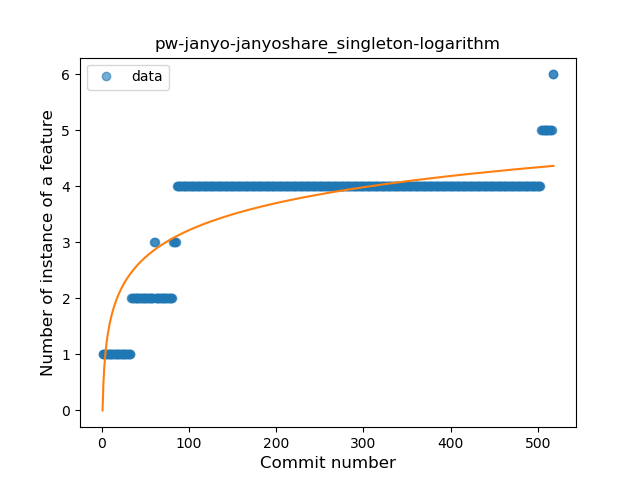 pw-janyo-janyoshare_singleton-logarithm
data
Number of instance of a feature
6
5
4
3
2
1
0
0 100 200 300 400 500
Commit number